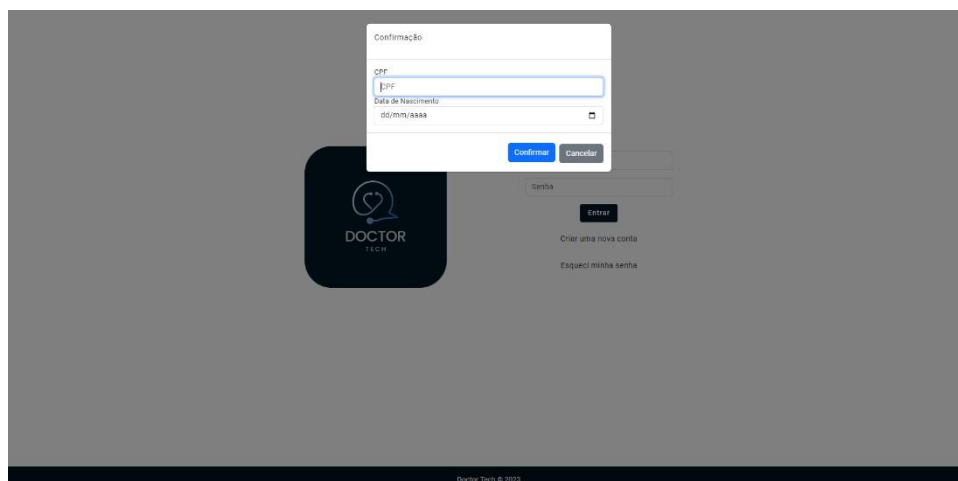 Confirmação
CPF
CPF
Data de Nascimento
dd/mm/aaaa
Confirmar
Cancelar
Senha
Entrar
DOCTOR
TECH
Criar uma nova conta
Esqueci minha senha
Doctor Tech © 2023